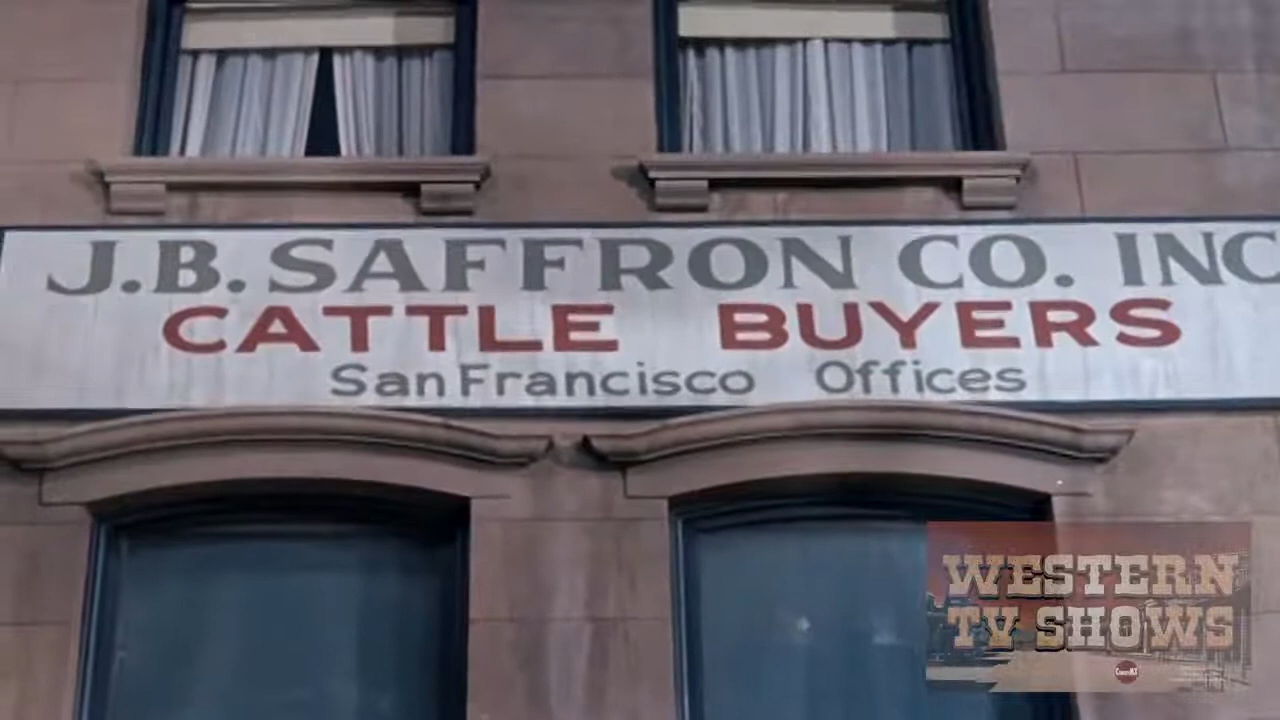 J.B. SAFFRON CO. INC
CATTLE BUYERS
San Francisco Offices
WESTERN
TV SHOWS